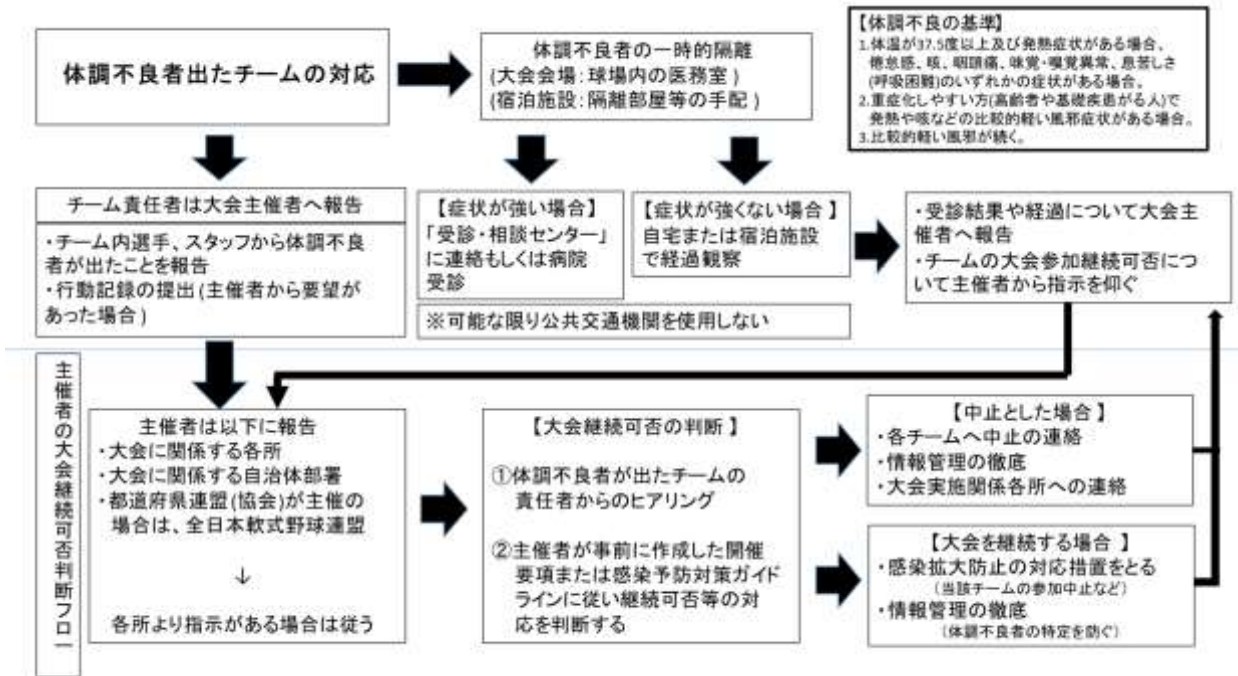 体調不良者出たチームの対応
体調不良者の一時的隔離
(大会会場:球場内の医務室)
(宿泊施設:隔離部屋等の手配)
【体調不良の基準】
1.体温が37.5度以上及び発熱症状がある場合、
倦怠感、咳、咽頭痛、味覚・嗅覚異常、息苦しさ
(呼吸困難)のいずれかの症状がある場合。
2.重症化しやすい方(高齢者や基礎疾患がる人)で
発熱や咳などの比較的軽い風邪症状がある場合。
3.比較的軽い風邪が続く。
チーム責任者は大会主催者へ報告
・チーム内選手、スタッフから体調不良
者が出たことを報告
・行動記録の提出(主催者から要望が
あった場合)
【症状が強い場合】
「受診・相談センター」
に連絡もしくは病院
受診
【症状が強くない場合】
自宅または宿泊施設
で経過観察
※可能な限り公共交通機関を使用しない
・受診結果や経過について大会主
催者へ報告
・チームの大会参加継続可否につ
いて主催者から指示を仰ぐ
主催者の大会継続可否判断フロー
主催者は以下に報告
・大会に関係する各所
・大会に関係する自治体部署
・都道府県連盟(協会)が主催の
場合は、全日本軟式野球連盟
↓
各所より指示がある場合は従う
【大会継続可否の判断】
①体調不良者が出たチームの
責任者からのヒアリング
②主催者が事前に作成した開催
要項または感染予防対策ガイド
ラインに従い継続可否等の対
応を判断する
【中止とした場合】
・各チームへ中止の連絡
・情報管理の徹底
・大会実施関係各所への連絡
【大会を継続する場合】
・感染拡大防止の対応措置をとる
(当該チームの参加中止など)
・情報管理の徹底
(体調不良者の特定を防ぐ)